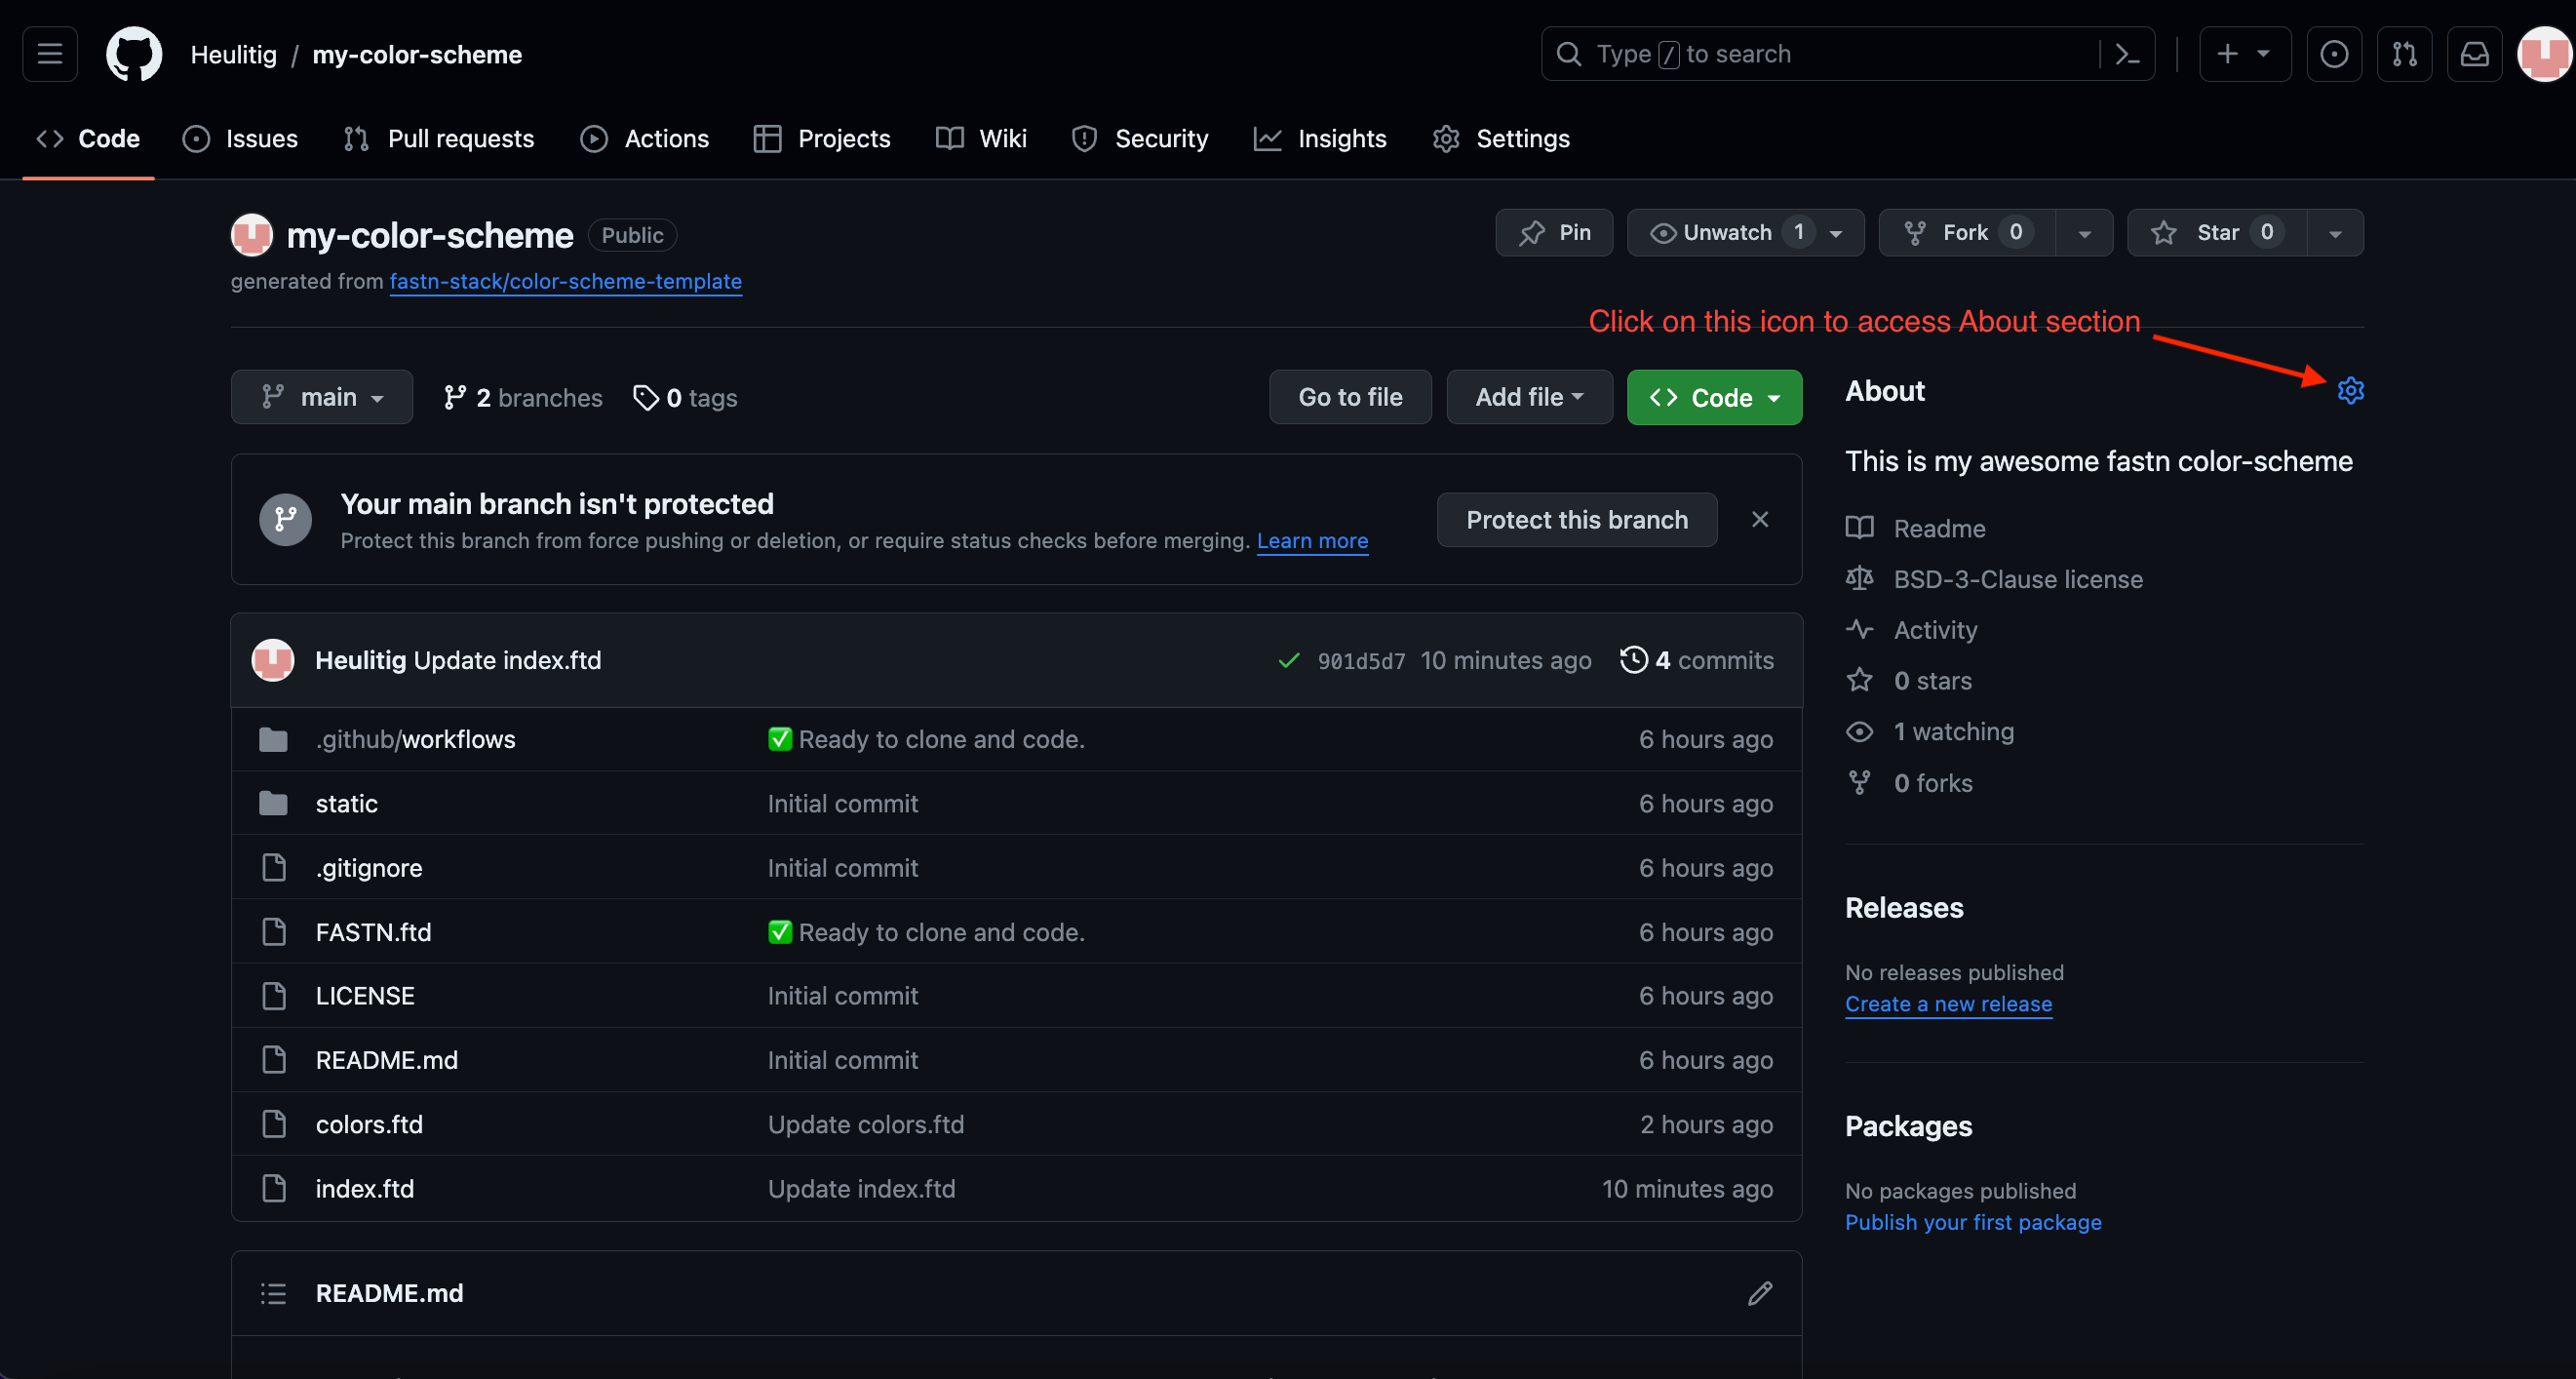 Heulitig / my-color-scheme
Type / to search
Code Issues Pull requests Actions Projects Wiki Security Insights Settings
my-color-scheme Public
Pin Unwatch 1 Fork 0 Star 0
generated from fastn-stack/color-scheme-template
Click on this icon to access About section
main 2 branches 0 tags
Go to file Add file Code
Your main branch isn't protected
Protect this branch from force pushing or deletion, or require status checks before merging. Learn more
Protect this branch
Heulitig Update index.ftd 901d5d7 10 minutes ago 4 commits
.github/workflows ✅ Ready to clone and code. 6 hours ago
static Initial commit 6 hours ago
.gitignore Initial commit 6 hours ago
FASTN.ftd ✅ Ready to clone and code. 6 hours ago
LICENSE Initial commit 6 hours ago
README.md Initial commit 6 hours ago
colors.ftd Update colors.ftd 2 hours ago
index.ftd Update index.ftd 10 minutes ago
README.md
About
This is my awesome fastn color-scheme
Readme
BSD-3-Clause license
Activity
0 stars
1 watching
0 forks
Releases
No releases published
Create a new release
Packages
No packages published
Publish your first package